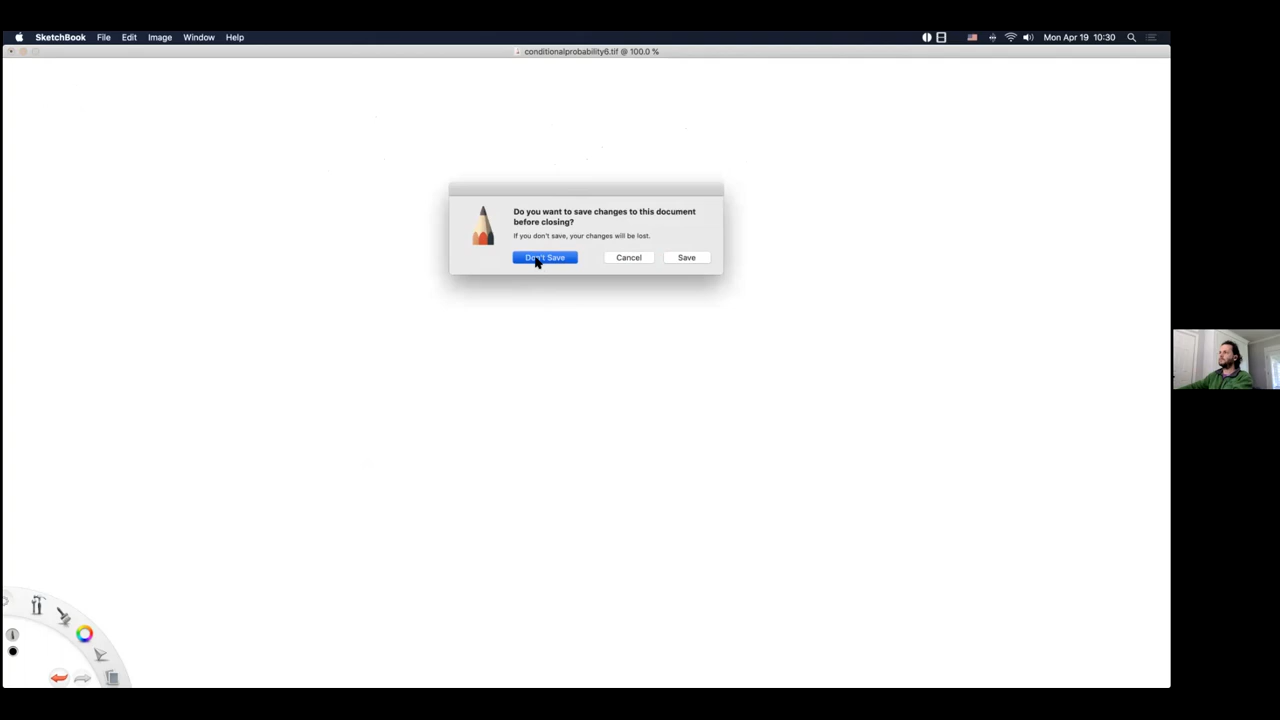 SketchBook File Edit Image Window Help Mon Apr 19 10:30
conditionalprobability6.tif @ 100.0 %
Do you want to save changes to this document
before closing?
If you don't save, your changes will be lost.
Don't Save Cancel Save